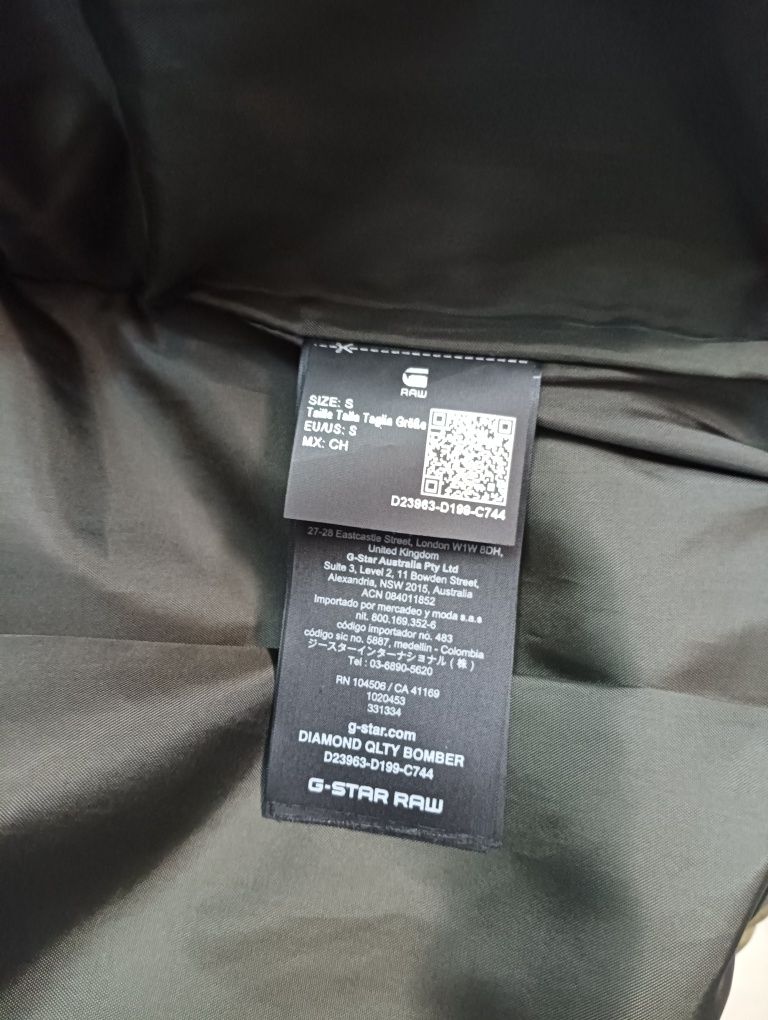 RAW
SIZE: S
Taille Talla Taglia Größe
EU/US: S
MX: CH
D23963-D199-C744
27-28 Eastcastle Street, London W1W 8DH,
United Kingdom
G-Star Australia Pty Ltd
Suite 3, Level 2, 11 Bowden Street,
Alexandria, NSW 2015, Australia
ACN 084011852
Importado por mercadeo y moda s.a.s
nit. 800.169.352-6
código importador nó. 483
código sic no. 5887, medellin - Colombia
ジースターインターナショナル(株)
Tel : 03-6890-5620
RN 104506 / CA 41169
1020453
331334
g-star.com
DIAMOND QLTY BOMBER
D23963-D199-C744
G-STAR RAW